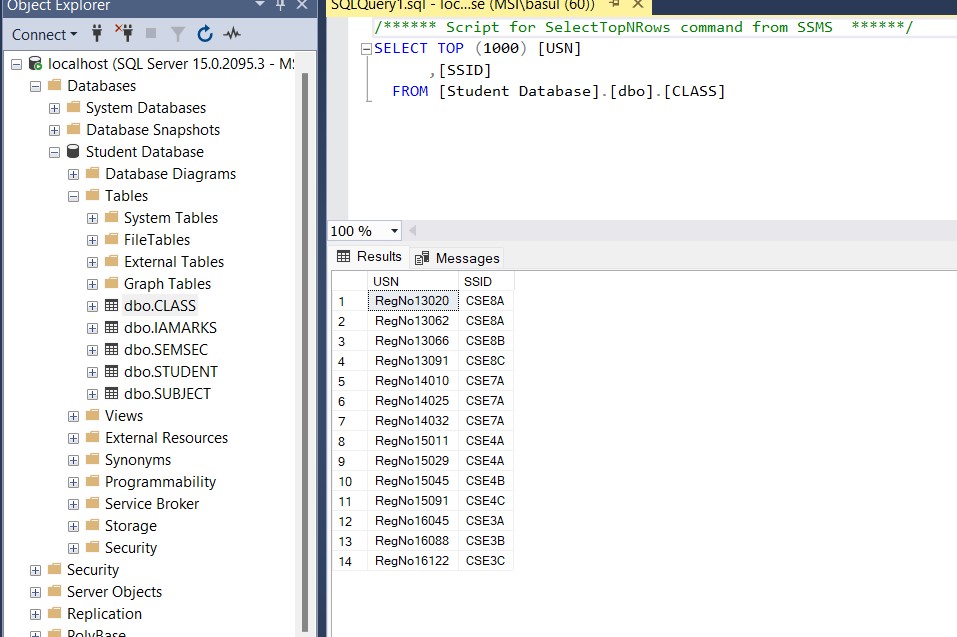 Object Explorer
Connect
localhost (SQL Server 15.0.2095.3 - MS
Databases
System Databases
Database Snapshots
Student Database
Database Diagrams
Tables
System Tables
FileTables
External Tables
Graph Tables
dbo.CLASS
dbo.IAMARKS
dbo.SEMSEC
dbo.STUDENT
dbo.SUBJECT
Views
External Resources
Synonyms
Programmability
Service Broker
Storage
Security
Security
Server Objects
Replication
PolyBase
SQLQuery1.sql - loc...se (MSI\basul (60))
/****** Script for SelectTopNRows command from SSMS ******/
SELECT TOP (1000) [USN]
,[SSID]
FROM [Student Database].[dbo].[CLASS]
100 %
Results Messages
USN SSID
1 RegNo13020 CSE8A
2 RegNo13062 CSE8A
3 RegNo13066 CSE8B
4 RegNo13091 CSE8C
5 RegNo14010 CSE7A
6 RegNo14025 CSE7A
7 RegNo14032 CSE7A
8 RegNo15011 CSE4A
9 RegNo15029 CSE4A
10 RegNo15045 CSE4B
11 RegNo15091 CSE4C
12 RegNo16045 CSE3A
13 RegNo16088 CSE3B
14 RegNo16122 CSE3C